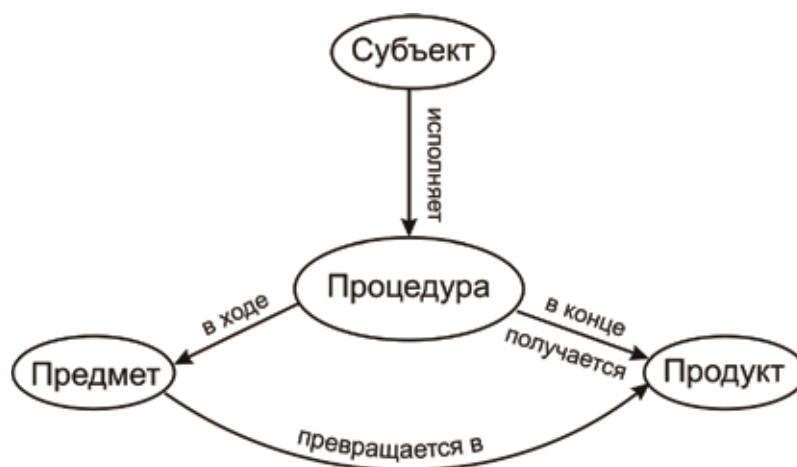 Субъект
исполняет
Процедура
в ходе
в конце
получается
Предмет
Продукт
превращается в